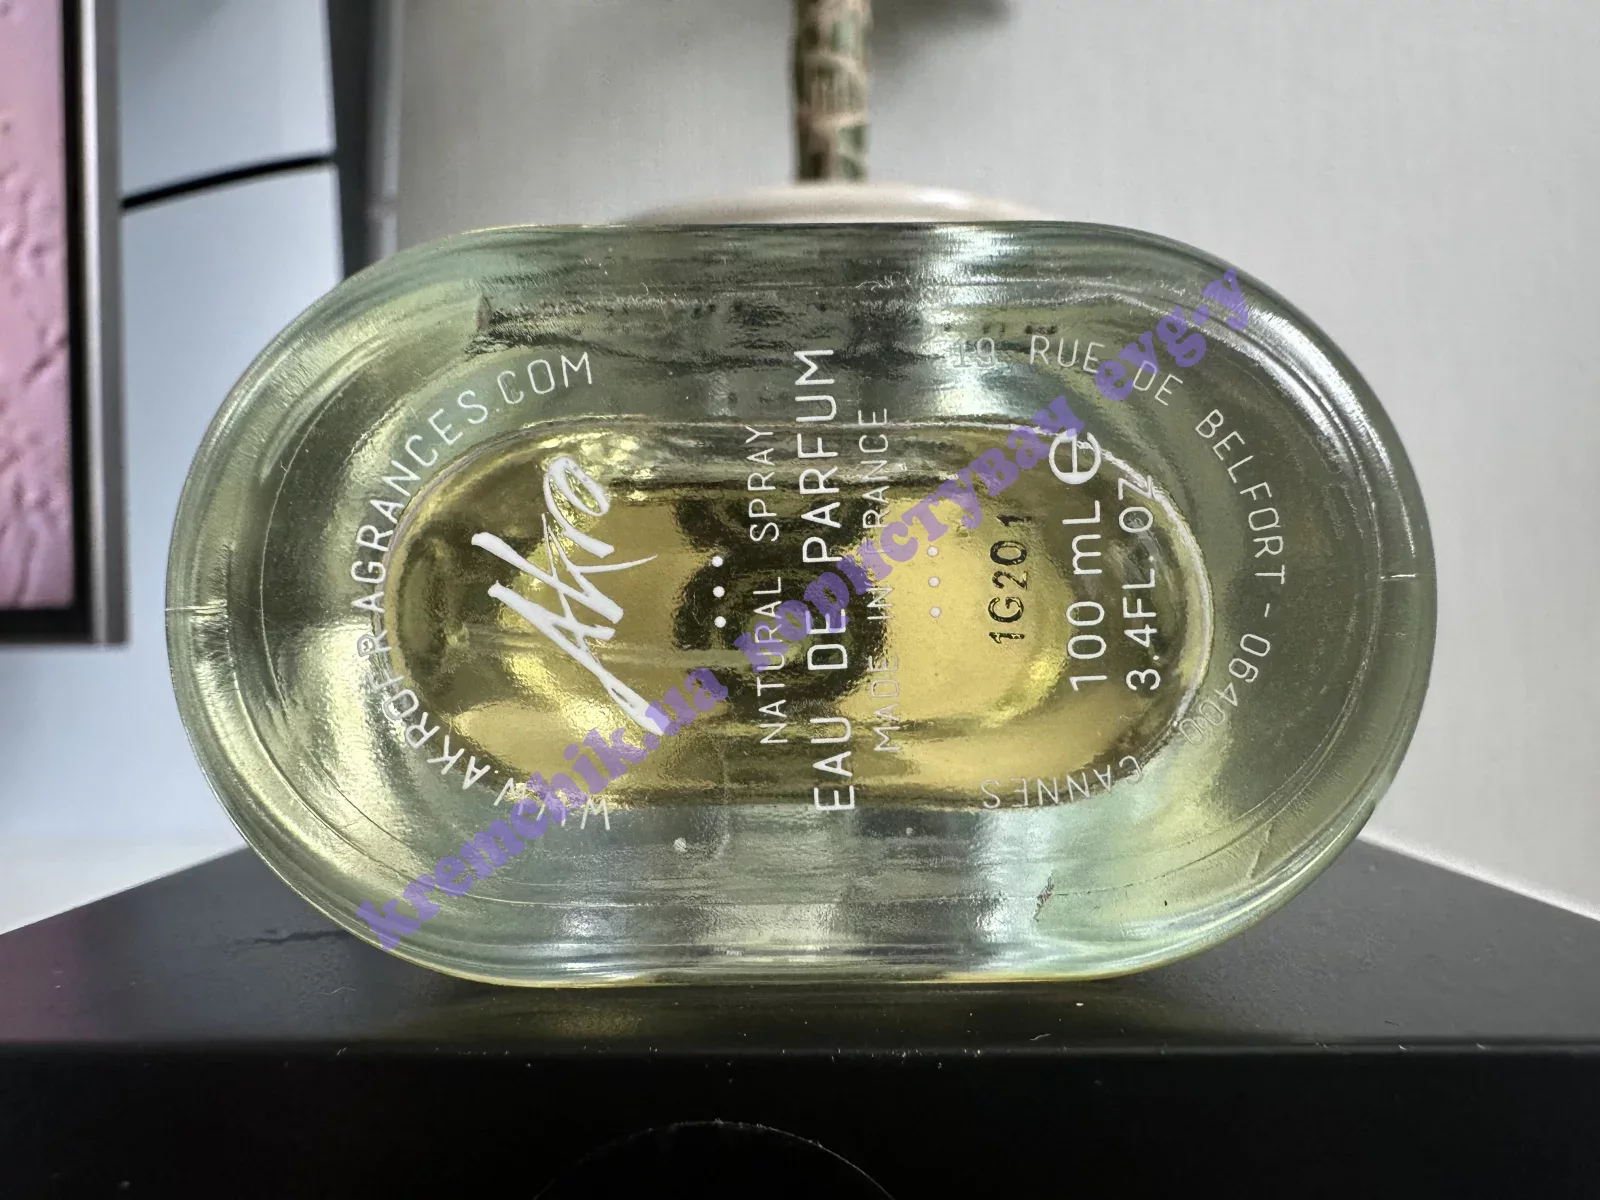 WWW.AKROFRAGRANCES.COM
Akro
NATURAL SPRAY
EAU DE PARFUM
MADE IN FRANCE
1G201
100 mL ℮
3.4FL.OZ
19 RUE DE BELFORT - 06400 CANNES
kremchik.ua користувач evg.y